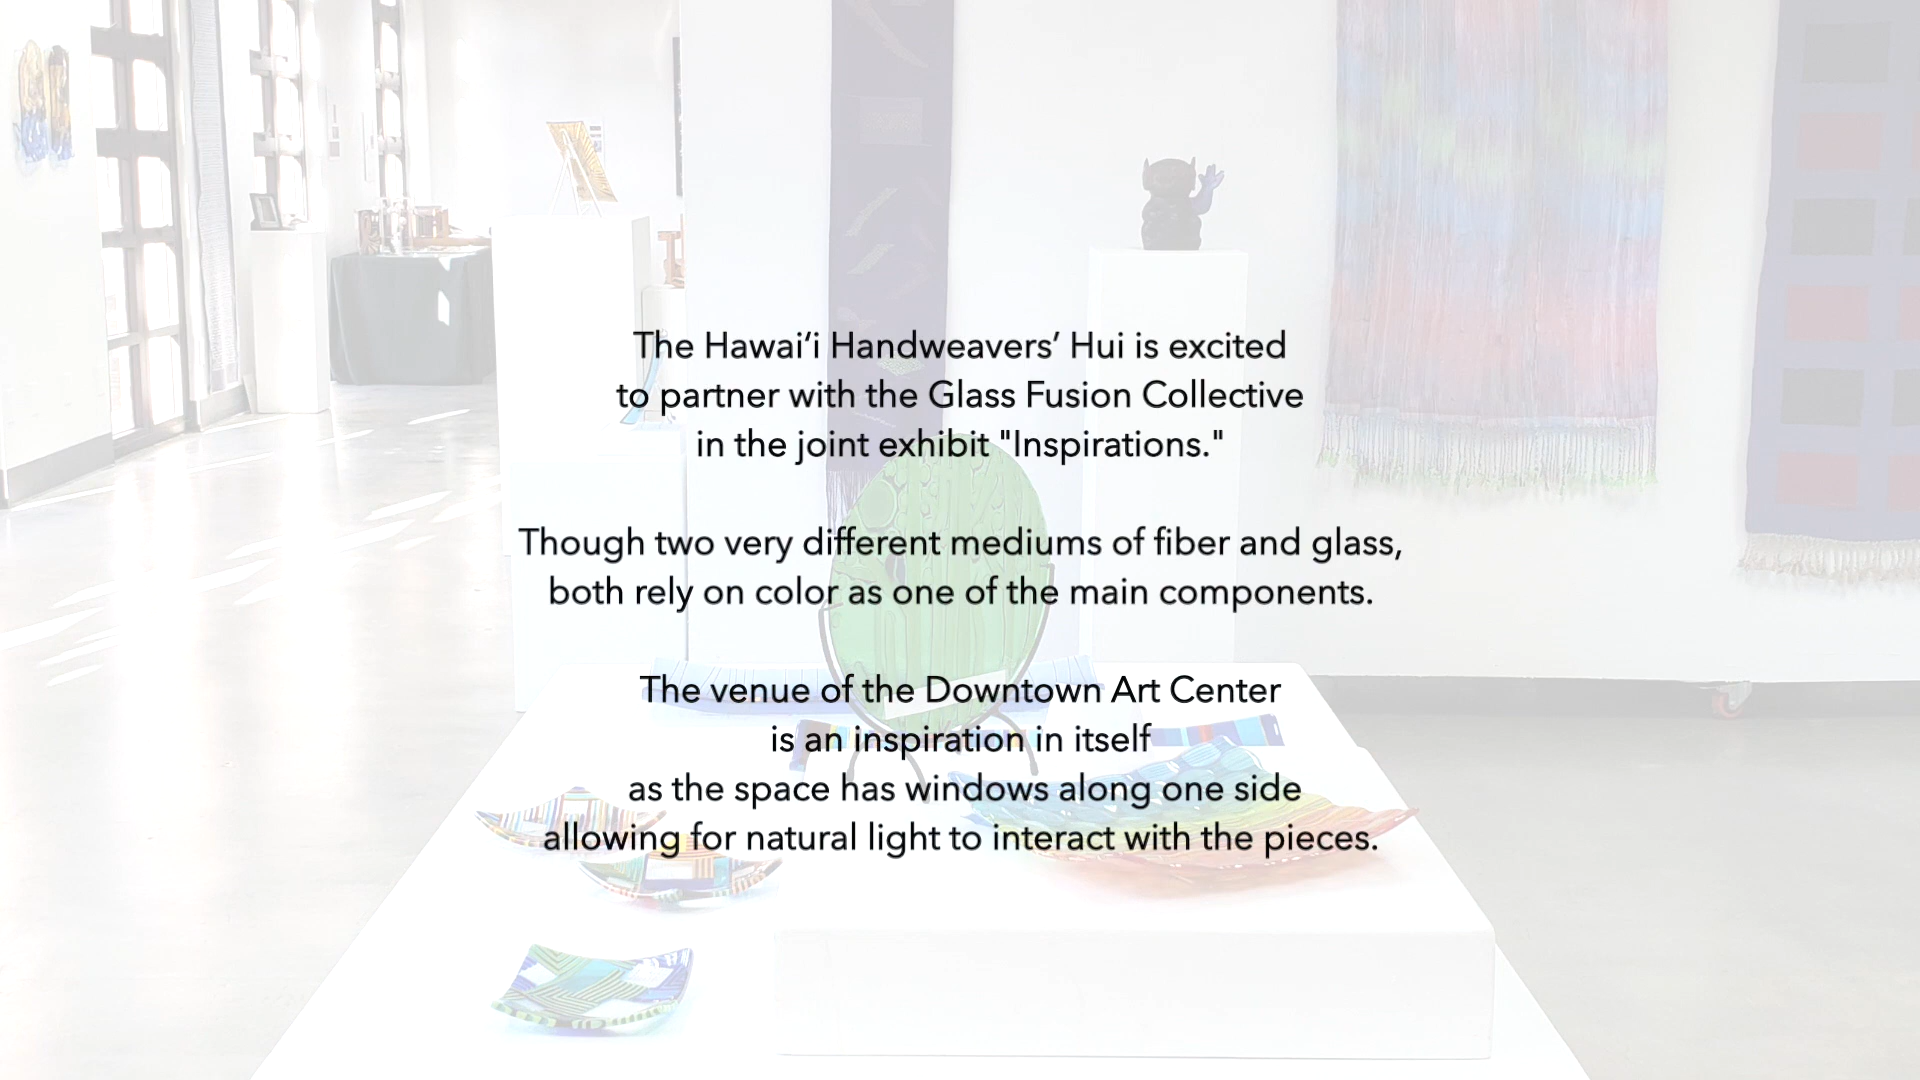 The Hawaiʻi Handweavers’ Hui is excited
to partner with the Glass Fusion Collective
in the joint exhibit "Inspirations."
Though two very different mediums of fiber and glass,
both rely on color as one of the main components.
The venue of the Downtown Art Center
is an inspiration in itself
as the space has windows along one side
allowing for natural light to interact with the pieces.